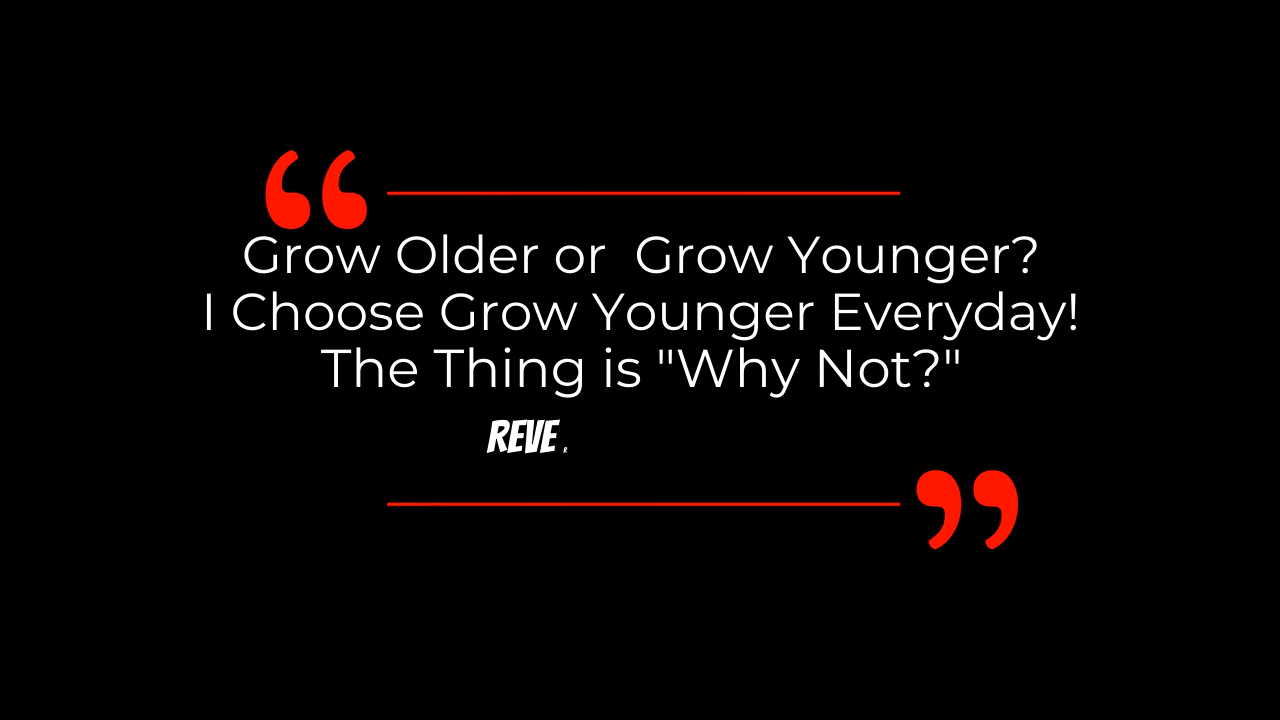 Grow Older or  Grow Younger?
I Choose Grow Younger Everyday!
The Thing is "Why Not?"
REVE R